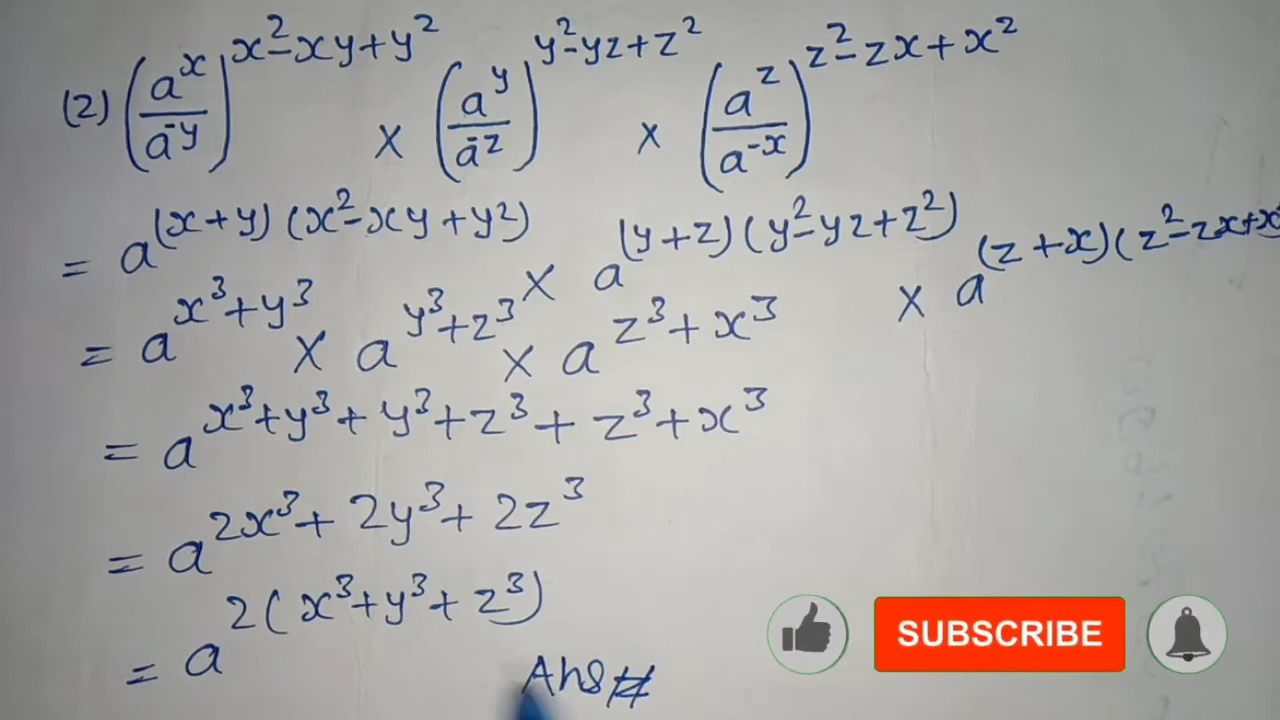 (2) (a^x/a^-y)^x²-xy+y² × (a^y/a^-z)^y²-yz+z² × (a^z/a^-x)^z²-zx+x²
= a^(x+y)(x²-xy+y²) × a^(y+z)(y²-yz+z²) × a^(z+x)(z²-zx+x²
= a^x³+y³ × a^y³+z³ × a^z³+x³
= a^x³+y³+y³+z³+z³+x³
= a^2x³+2y³+2z³
= a^2(x³+y³+z³)
Ans #
SUBSCRIBE